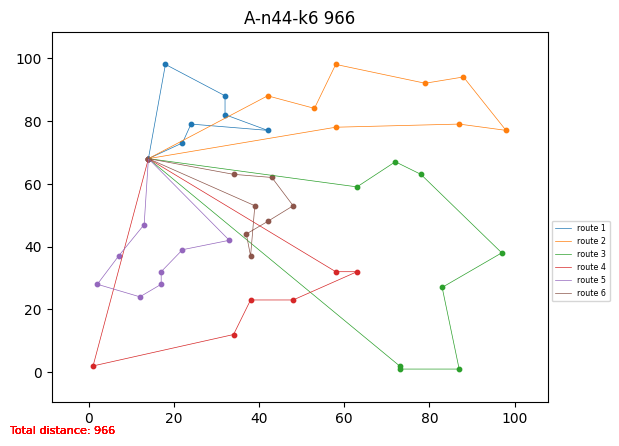 A-n44-k6 966
100
80
60
40
20
0
0 20 40 60 80 100
route 1
route 2
route 3
route 4
route 5
route 6
Total distance: 966